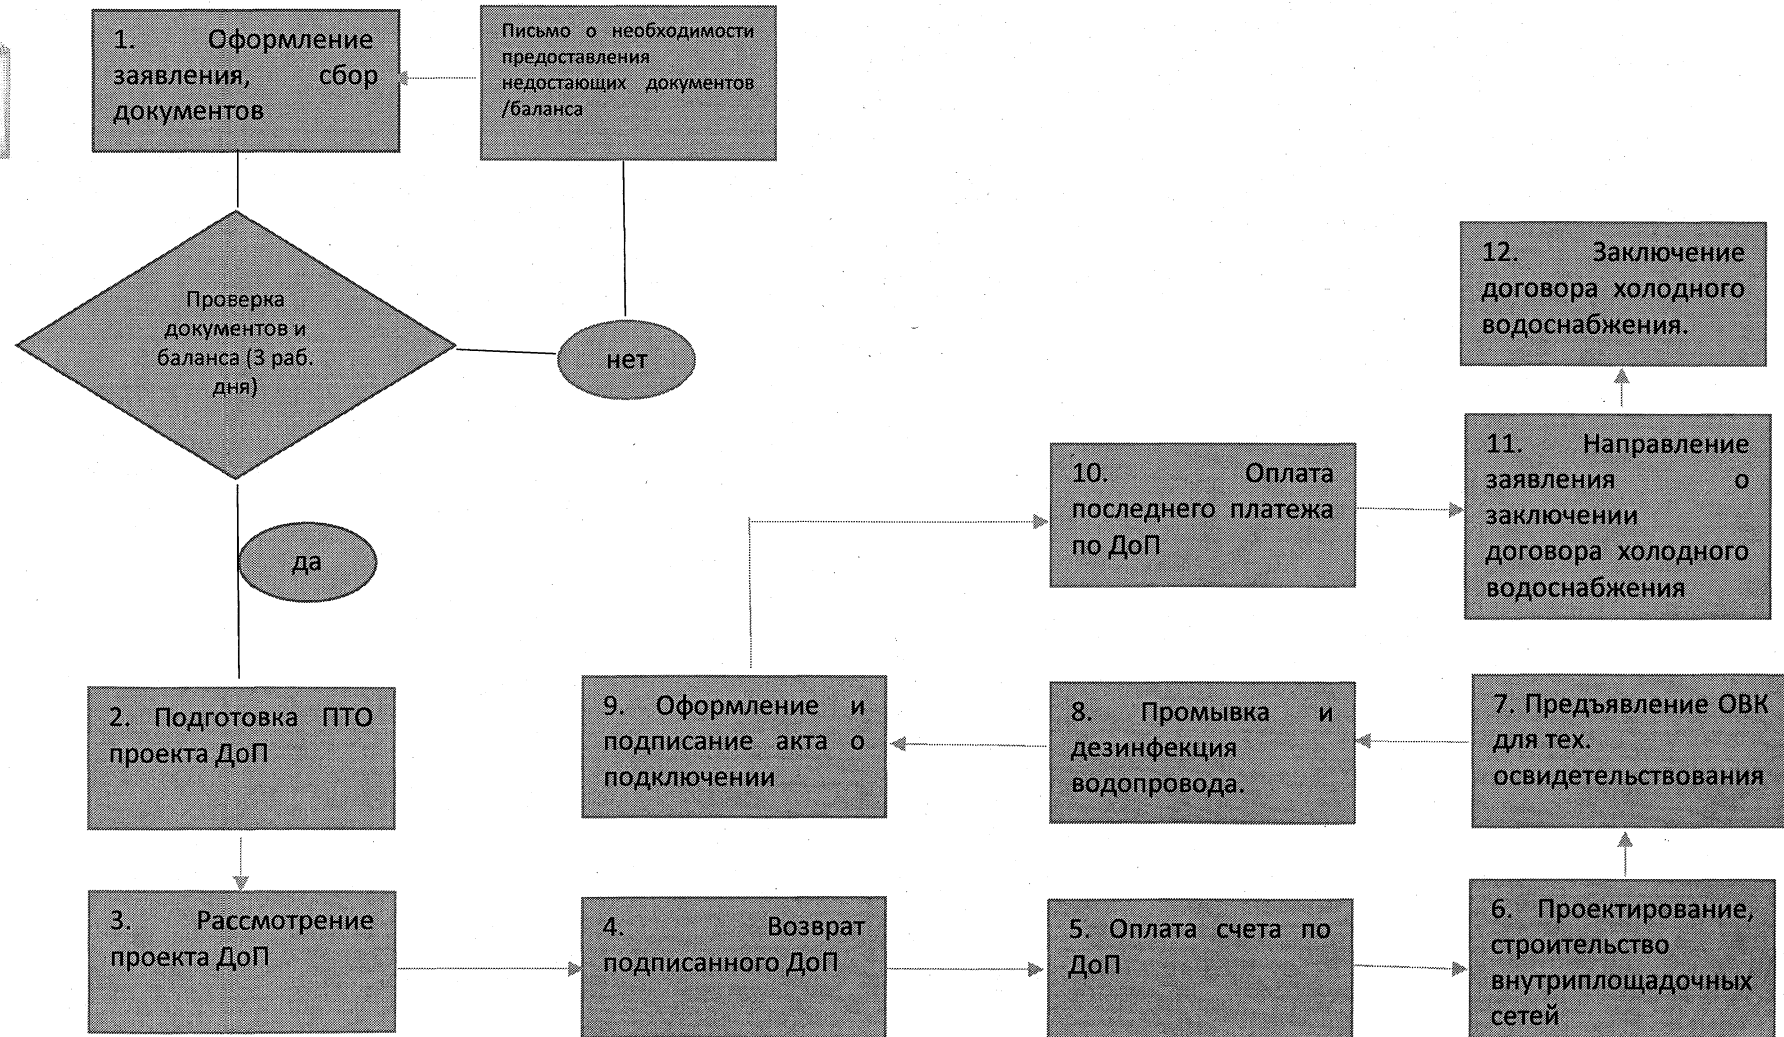 1. Оформление
заявления, сбор
документов
Письмо о необходимости
предоставления
недостающих документов
/баланса
Проверка
документов и
баланса (3 раб.
дня)
нет
да
2. Подготовка ПТО
проекта ДоП
3. Рассмотрение
проекта ДоП
4. Возврат
подписанного ДоП
5. Оплата счета по
ДоП
6. Проектирование,
строительство
внутриплощадочных
сетей
7. Предъявление ОВК
для тех.
освидетельствования
8. Промывка и
дезинфекция
водопровода.
9. Оформление и
подписание акта о
подключении
10. Оплата
последнего платежа
по ДоП
11. Направление
заявления о
заключении
договора холодного
водоснабжения
12. Заключение
договора холодного
водоснабжения.